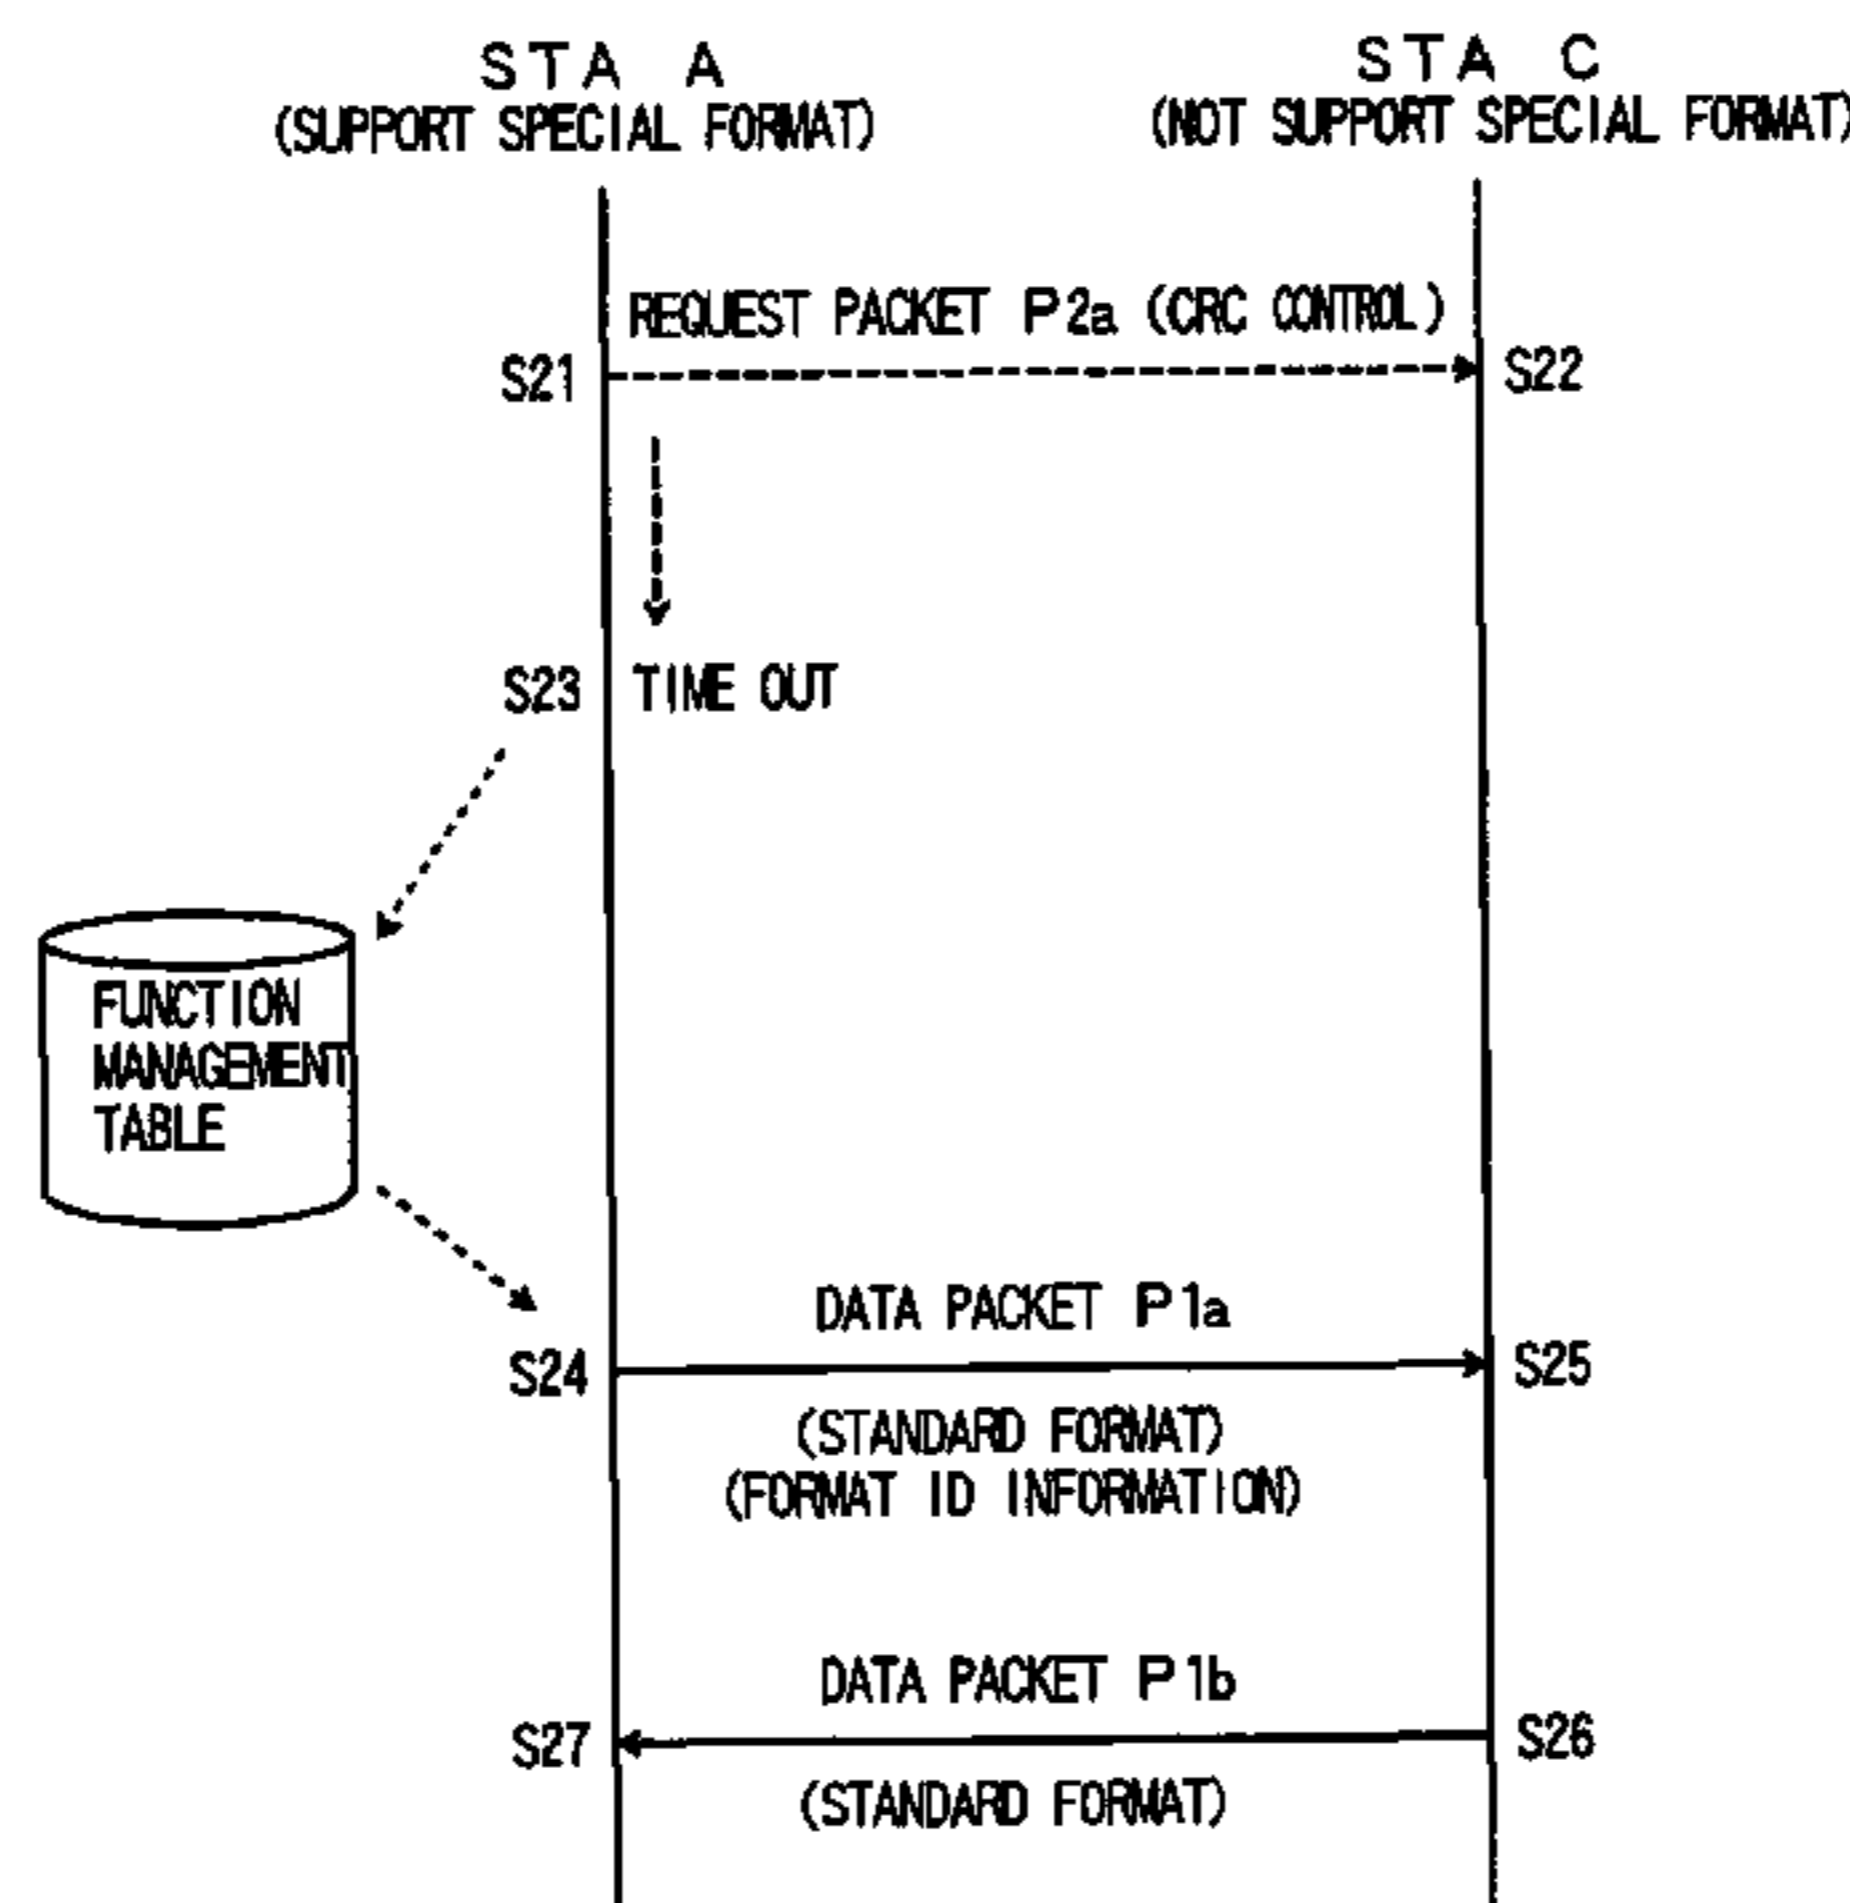 STA A
(SUPPORT SPECIAL FORMAT)
STA C
(NOT SUPPORT SPECIAL FORMAT)
REQUEST PACKET P2a (CRC CONTROL)
S21
S22
S23
TIME OUT
FUNCTION
MANAGEMENT
TABLE
DATA PACKET P1a
S24
S25
(STANDARD FORMAT)
(FORMAT ID INFORMATION)
DATA PACKET P1b
S27
S26
(STANDARD FORMAT)